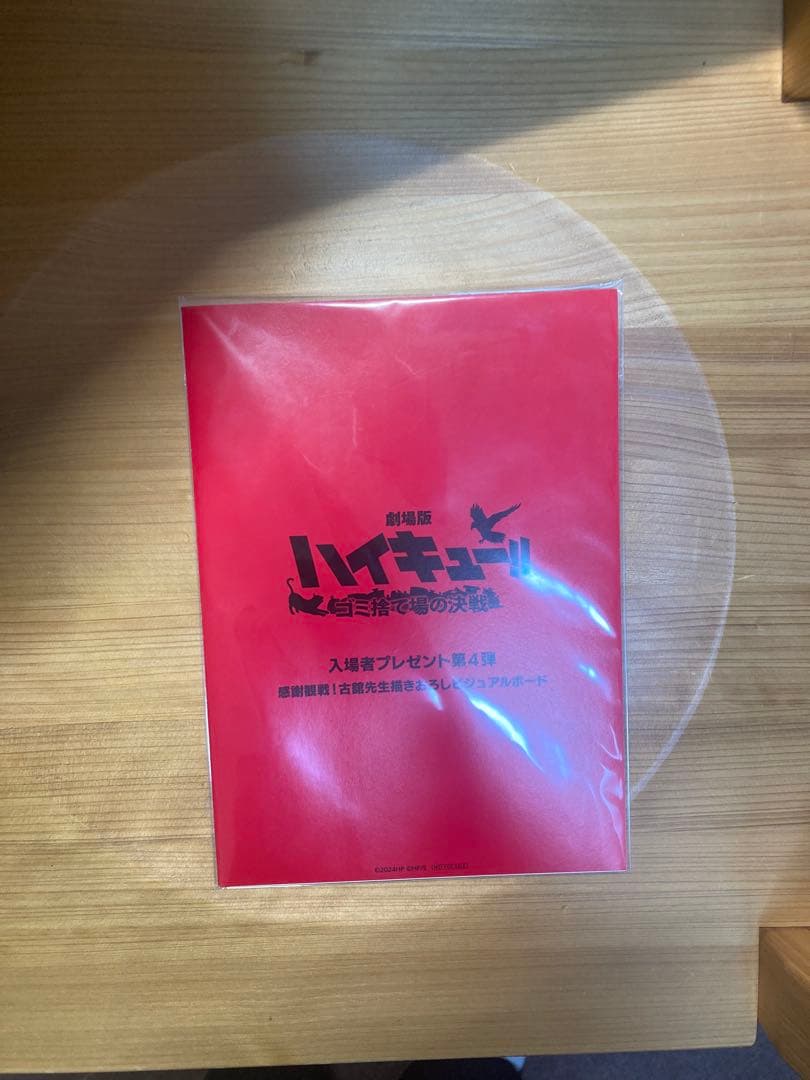 劇場版
ハイキュー!!
ゴミ捨て場の決戦
入場者プレゼント第4弾
感謝観戦!古舘先生描きおろしビジュアルボード
©2024HP ©HF/S